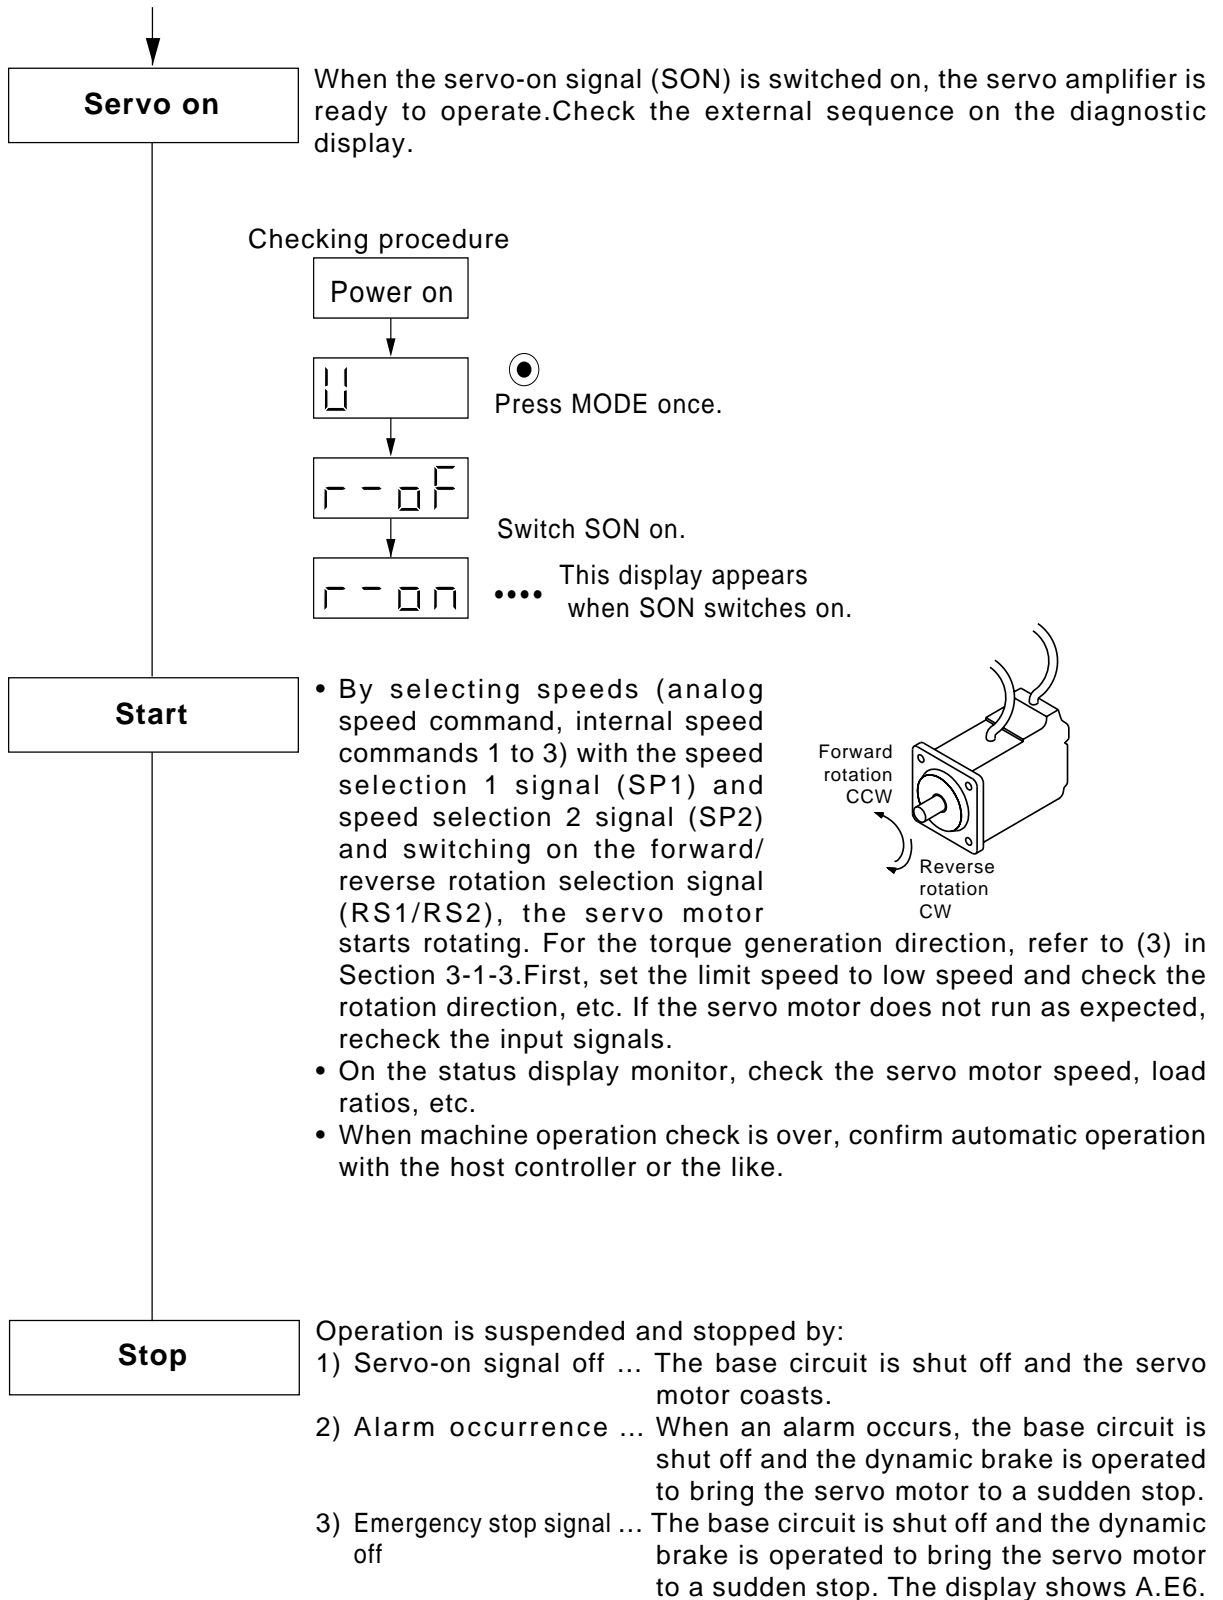 Servo on
When the servo-on signal (SON) is switched on, the servo amplifier is
ready to operate.Check the external sequence on the diagnostic
display.
Checking procedure
Power on
U
Press MODE once.
r-oF
Switch SON on.
r-on
•••• This display appears
when SON switches on.
Start
• By selecting speeds (analog
speed command, internal speed
commands 1 to 3) with the speed
selection 1 signal (SP1) and
speed selection 2 signal (SP2)
and switching on the forward/
reverse rotation selection signal
(RS1/RS2), the servo motor
Forward
rotation
CCW
Reverse
rotation
CW
starts rotating. For the torque generation direction, refer to (3) in
Section 3-1-3.First, set the limit speed to low speed and check the
rotation direction, etc. If the servo motor does not run as expected,
recheck the input signals.
• On the status display monitor, check the servo motor speed, load
ratios, etc.
• When machine operation check is over, confirm automatic operation
with the host controller or the like.
Stop
Operation is suspended and stopped by:
1) Servo-on signal off ... The base circuit is shut off and the servo
motor coasts.
2) Alarm occurrence ... When an alarm occurs, the base circuit is
shut off and the dynamic brake is operated
to bring the servo motor to a sudden stop.
3) Emergency stop signal ... The base circuit is shut off and the dynamic
off brake is operated to bring the servo motor
to a sudden stop. The display shows A.E6.